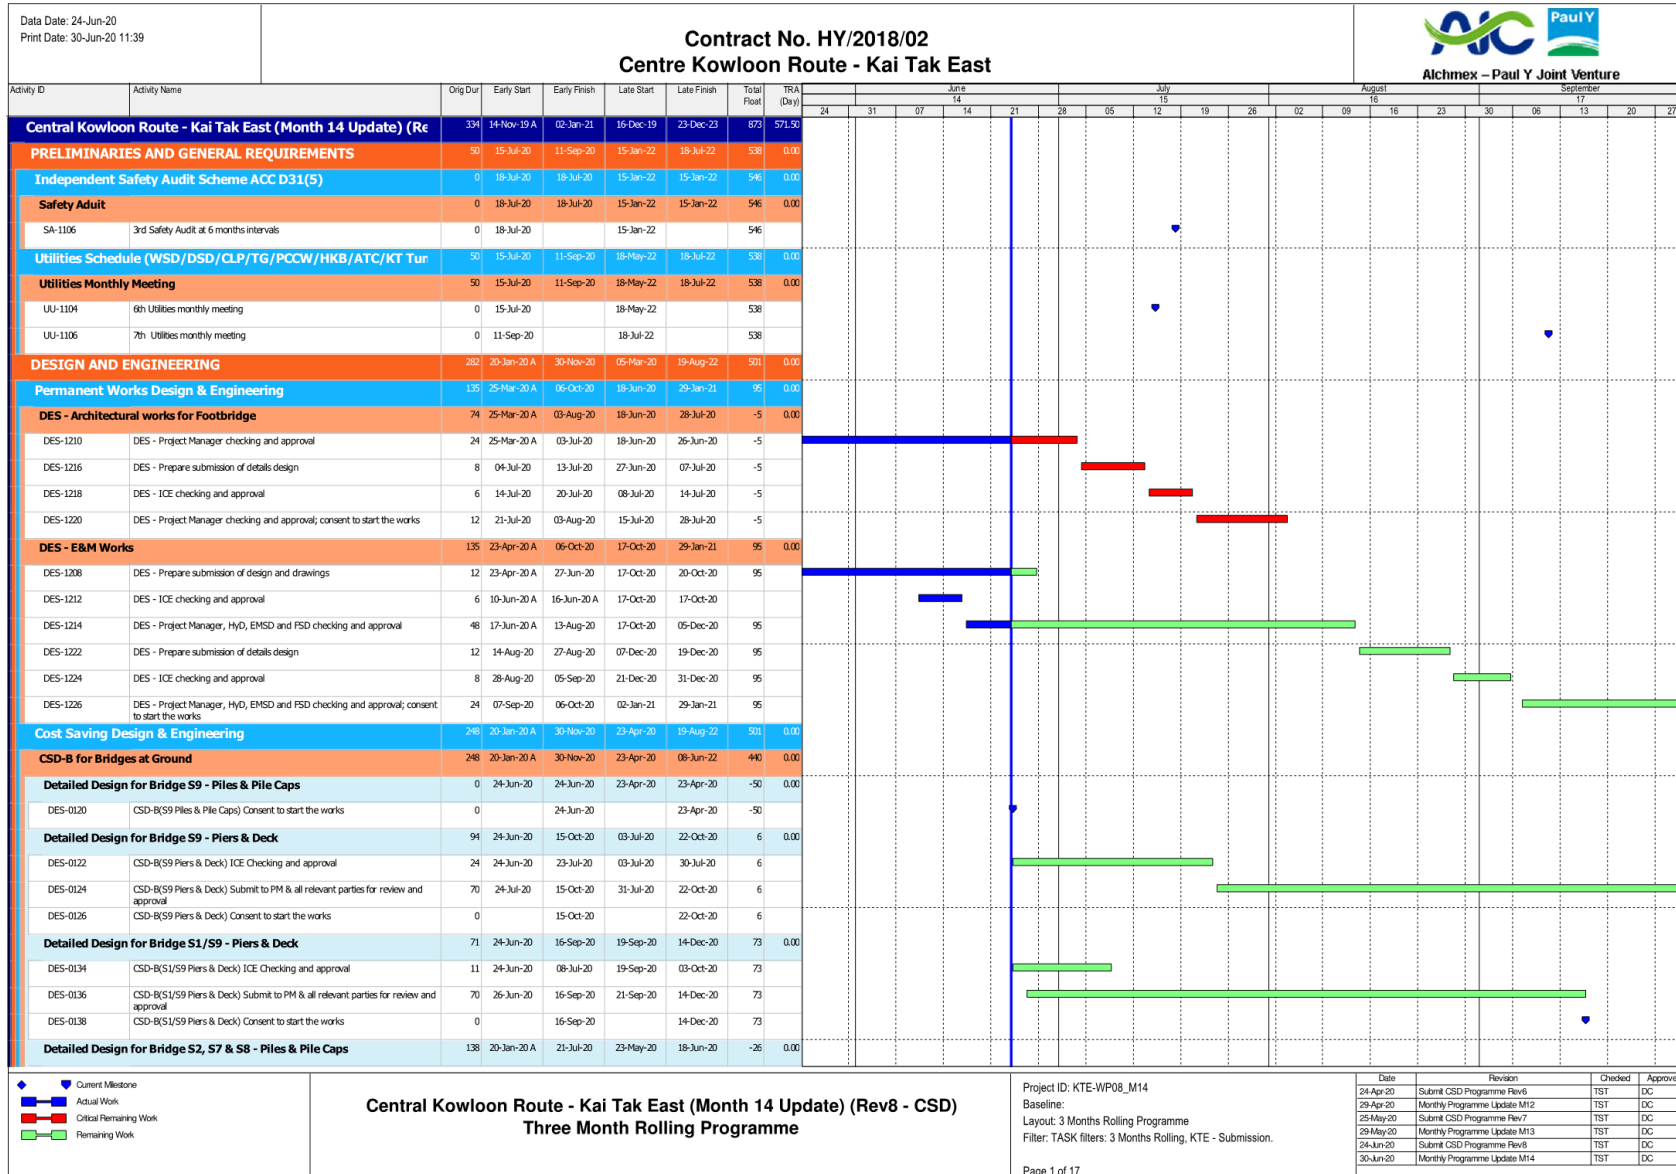 Data Date: 24-Jun-20
Print Date: 30-Jun-20 11:39
Contract No. HY/2018/02
Centre Kowloon Route - Kai Tak East
AJC
Paul Y
Alchmex – Paul Y Joint Venture
Activity ID Activity Name Orig Dur Early Start Early Finish Late Start Late Finish Total Float TRA (Day)
June July August September
14 15 16 17
24 31 07 14 21 28 05 12 19 26 02 09 16 23 30 06 13 20 27
Central Kowloon Route - Kai Tak East (Month 14 Update) (Re 334 14-Nov-19 A 02-Jan-21 16-Dec-19 23-Dec-23 873 571.50
PRELIMINARIES AND GENERAL REQUIREMENTS 50 15-Jul-20 11-Sep-20 15-Jan-22 18-Jul-22 538 0.00
Independent Safety Audit Scheme ACC D31(5) 0 18-Jul-20 18-Jul-20 15-Jan-22 15-Jan-22 546 0.00
Safety Aduit 0 18-Jul-20 18-Jul-20 15-Jan-22 15-Jan-22 546 0.00
SA-1106 3rd Safety Audit at 6 months intervals 0 18-Jul-20 15-Jan-22 546
Utilities Schedule (WSD/DSD/CLP/TG/PCCW/HKB/ATC/KT Tur 50 15-Jul-20 11-Sep-20 18-May-22 18-Jul-22 538 0.00
Utilities Monthly Meeting 50 15-Jul-20 11-Sep-20 18-May-22 18-Jul-22 538 0.00
UU-1104 6th Utilities monthly meeting 0 15-Jul-20 18-May-22 538
UU-1106 7th Utilities monthly meeting 0 11-Sep-20 18-Jul-22 538
DESIGN AND ENGINEERING 282 20-Jan-20 A 30-Nov-20 05-Mar-20 19-Aug-22 501 0.00
Permanent Works Design & Engineering 135 25-Mar-20 A 06-Oct-20 18-Jun-20 29-Jan-21 95 0.00
DES - Architectural works for Footbridge 74 25-Mar-20 A 03-Aug-20 18-Jun-20 28-Jul-20 -5 0.00
DES-1210 DES - Project Manager checking and approval 24 25-Mar-20 A 03-Jul-20 18-Jun-20 26-Jun-20 -5
DES-1216 DES - Prepare submission of details design 8 04-Jul-20 13-Jul-20 27-Jun-20 07-Jul-20 -5
DES-1218 DES - ICE checking and approval 6 14-Jul-20 20-Jul-20 08-Jul-20 14-Jul-20 -5
DES-1220 DES - Project Manager checking and approval; consent to start the works 12 21-Jul-20 03-Aug-20 15-Jul-20 28-Jul-20 -5
DES - E&M Works 135 23-Apr-20 A 06-Oct-20 17-Oct-20 29-Jan-21 95 0.00
DES-1208 DES - Prepare submission of design and drawings 12 23-Apr-20 A 27-Jun-20 17-Oct-20 20-Oct-20 95
DES-1212 DES - ICE checking and approval 6 10-Jun-20 A 16-Jun-20 A 17-Oct-20 17-Oct-20
DES-1214 DES - Project Manager, HyD, EMSD and FSD checking and approval 48 17-Jun-20 A 13-Aug-20 17-Oct-20 05-Dec-20 95
DES-1222 DES - Prepare submission of details design 12 14-Aug-20 27-Aug-20 07-Dec-20 19-Dec-20 95
DES-1224 DES - ICE checking and approval 8 28-Aug-20 05-Sep-20 21-Dec-20 31-Dec-20 95
DES-1226 DES - Project Manager, HyD, EMSD and FSD checking and approval; consent 24 07-Sep-20 06-Oct-20 02-Jan-21 29-Jan-21 95
to start the works
Cost Saving Design & Engineering 248 20-Jan-20 A 30-Nov-20 23-Apr-20 19-Aug-22 501 0.00
CSD-B for Bridges at Ground 248 20-Jan-20 A 30-Nov-20 23-Apr-20 08-Jun-22 440 0.00
Detailed Design for Bridge S9 - Piles & Pile Caps 0 24-Jun-20 24-Jun-20 23-Apr-20 23-Apr-20 -50 0.00
DES-0120 CSD-B(S9 Piles & Pile Caps) Consent to start the works 0 24-Jun-20 23-Apr-20 -50
Detailed Design for Bridge S9 - Piers & Deck 94 24-Jun-20 15-Oct-20 03-Jul-20 22-Oct-20 6 0.00
DES-0122 CSD-B(S9 Piers & Deck) ICE Checking and approval 24 24-Jun-20 23-Jul-20 03-Jul-20 30-Jul-20 6
DES-0124 CSD-B(S9 Piers & Deck) Submit to PM & all relevant parties for review and 70 24-Jul-20 15-Oct-20 31-Jul-20 22-Oct-20 6
approval
DES-0126 CSD-B(S9 Piers & Deck) Consent to start the works 0 15-Oct-20 22-Oct-20 6
Detailed Design for Bridge S1/S9 - Piers & Deck 71 24-Jun-20 16-Sep-20 19-Sep-20 14-Dec-20 73 0.00
DES-0134 CSD-B(S1/S9 Piers & Deck) ICE Checking and approval 11 24-Jun-20 08-Jul-20 19-Sep-20 03-Oct-20 73
DES-0136 CSD-B(S1/S9 Piers & Deck) Submit to PM & all relevant parties for review and 70 26-Jun-20 16-Sep-20 21-Sep-20 14-Dec-20 73
approval
DES-0138 CSD-B(S1/S9 Piers & Deck) Consent to start the works 0 16-Sep-20 14-Dec-20 73
Detailed Design for Bridge S2, S7 & S8 - Piles & Pile Caps 138 20-Jan-20 A 21-Jul-20 23-May-20 18-Jun-20 -26 0.00
Current Milestone
Actual Work
Critical Remaining Work
Remaining Work
Central Kowloon Route - Kai Tak East (Month 14 Update) (Rev8 - CSD)
Three Month Rolling Programme
Project ID: KTE-WP08_M14
Baseline:
Layout: 3 Months Rolling Programme
Filter: TASK filters: 3 Months Rolling, KTE - Submission.
Page 1 of 17
Date Revision Checked Approve
24-Apr-20 Submit CSD Programme Rev6 TST DC
29-Apr-20 Monthly Programme Update M12 TST DC
25-May-20 Submit CSD Programme Rev7 TST DC
29-May-20 Monthly Programme Update M13 TST DC
24-Jun-20 Submit CSD Programme Rev8 TST DC
30-Jun-20 Monthly Programme Update M14 TST DC